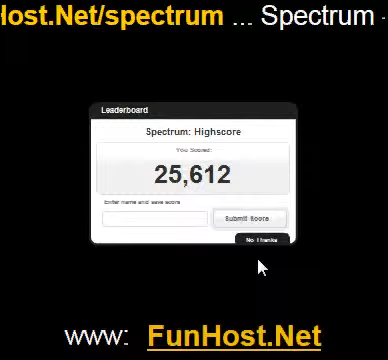 Host.Net/spectrum ... Spectrum -
Leaderboard
Spectrum: Highscore
You Scored:
25,612
Enter name and save score
Submit Score
No Thanks
www: FunHost.Net